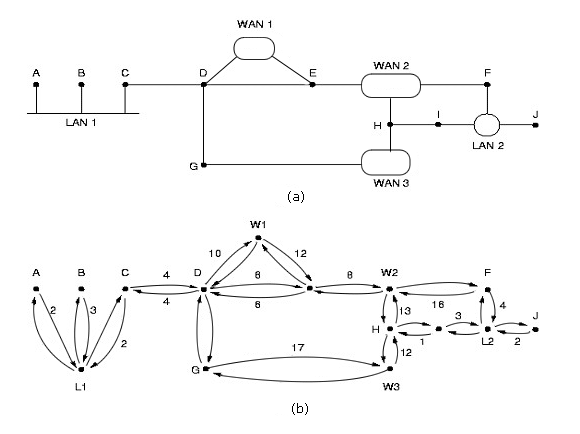 WAN 1
A B C D E WAN 2 F
LAN 1 H I J
LAN 2
G
WAN 3
(a)
W1
10 12
A B C 4 D 6 8 W2 F
2 3 4 6 16 4
2 13 3 J
H 1 L2 2
17 12
L1 G W3
(b)